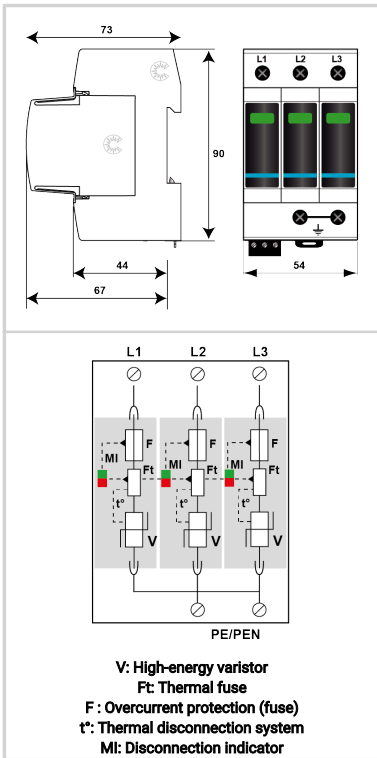 73
L1 L2 L3
90
44
67
54
L1 L2 L3
F F F
MI MI MI
Ft Ft Ft
t° t° t°
V V V
PE/PEN
V: High-energy varistor
Ft: Thermal fuse
F : Overcurrent protection (fuse)
t°: Thermal disconnection system
MI: Disconnection indicator